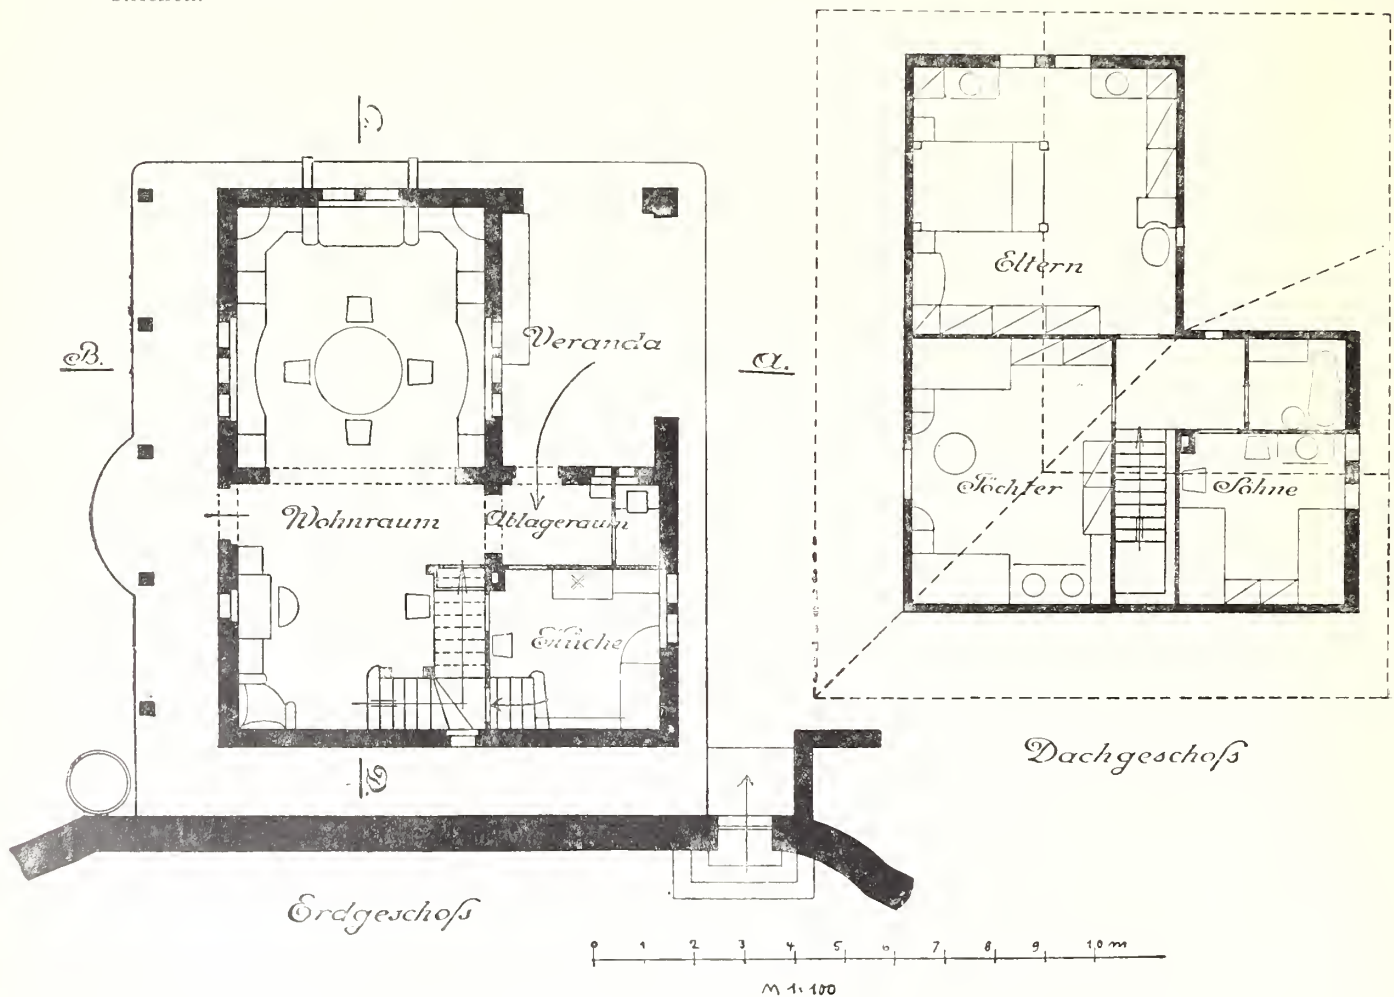 C.
B.
A.
Veranda
Wohnraum
Ablageraum
Küche
D.
Erdgeschoſs
Eltern
Töchter
Söhne
Dachgeschoſs
0 1 2 3 4 5 6 7 8 9 10 m
M 1:100